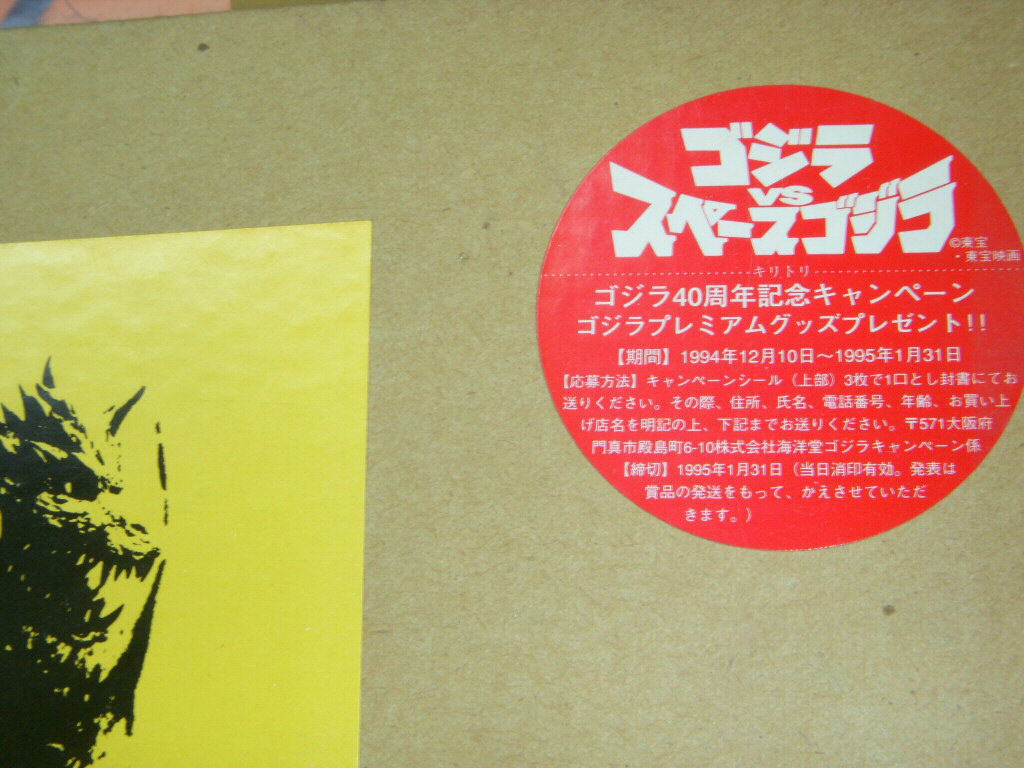 ゴジラ
VS
スペースゴジラ
©東宝
・東宝映画
キリトリ
ゴジラ40周年記念キャンペーン
ゴジラプレミアムグッズプレゼント!!
【期間】1994年12月10日〜1995年1月31日
【応募方法】キャンペーンシール（上部）3枚で1口とし封書にてお
送りください。その際、住所、氏名、電話番号、年齢、お買い上
げ店名を明記の上、下記までお送りください。〒571大阪府
門真市殿島町6-10株式会社海洋堂ゴジラキャンペーン係
【締切】1995年1月31日（当日消印有効。発表は
賞品の発送をもって、かえさせていただ
きます。）